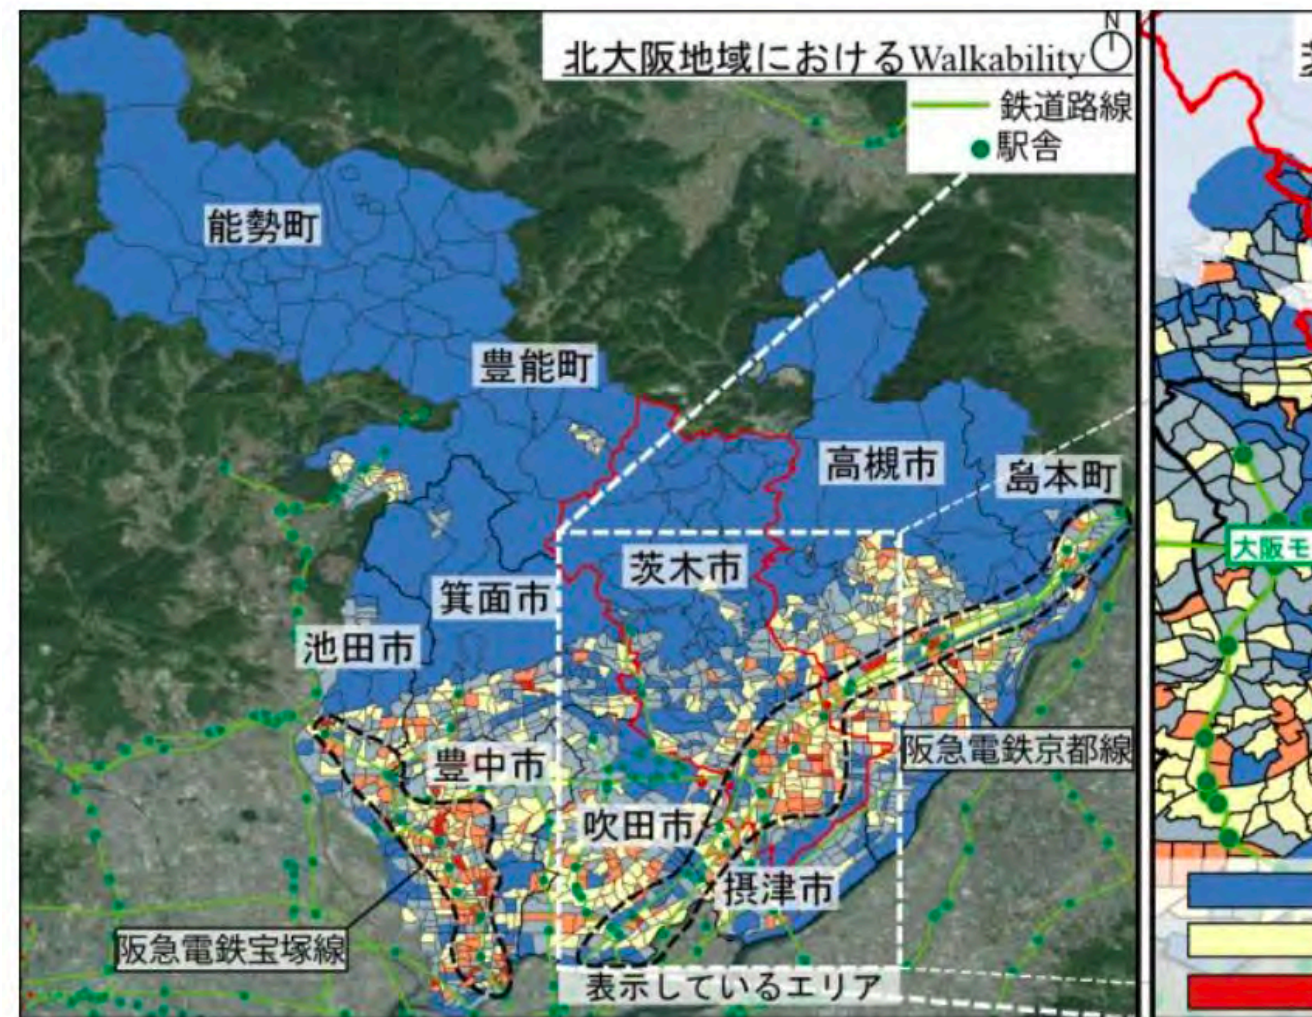 北大阪地域におけるWalkability
N
鉄道路線
駅舎
能勢町
豊能町
高槻市
島本町
茨木市
箕面市
池田市
豊中市
阪急電鉄京都線
吹田市
摂津市
阪急電鉄宝塚線
表示しているエリア
大阪モ